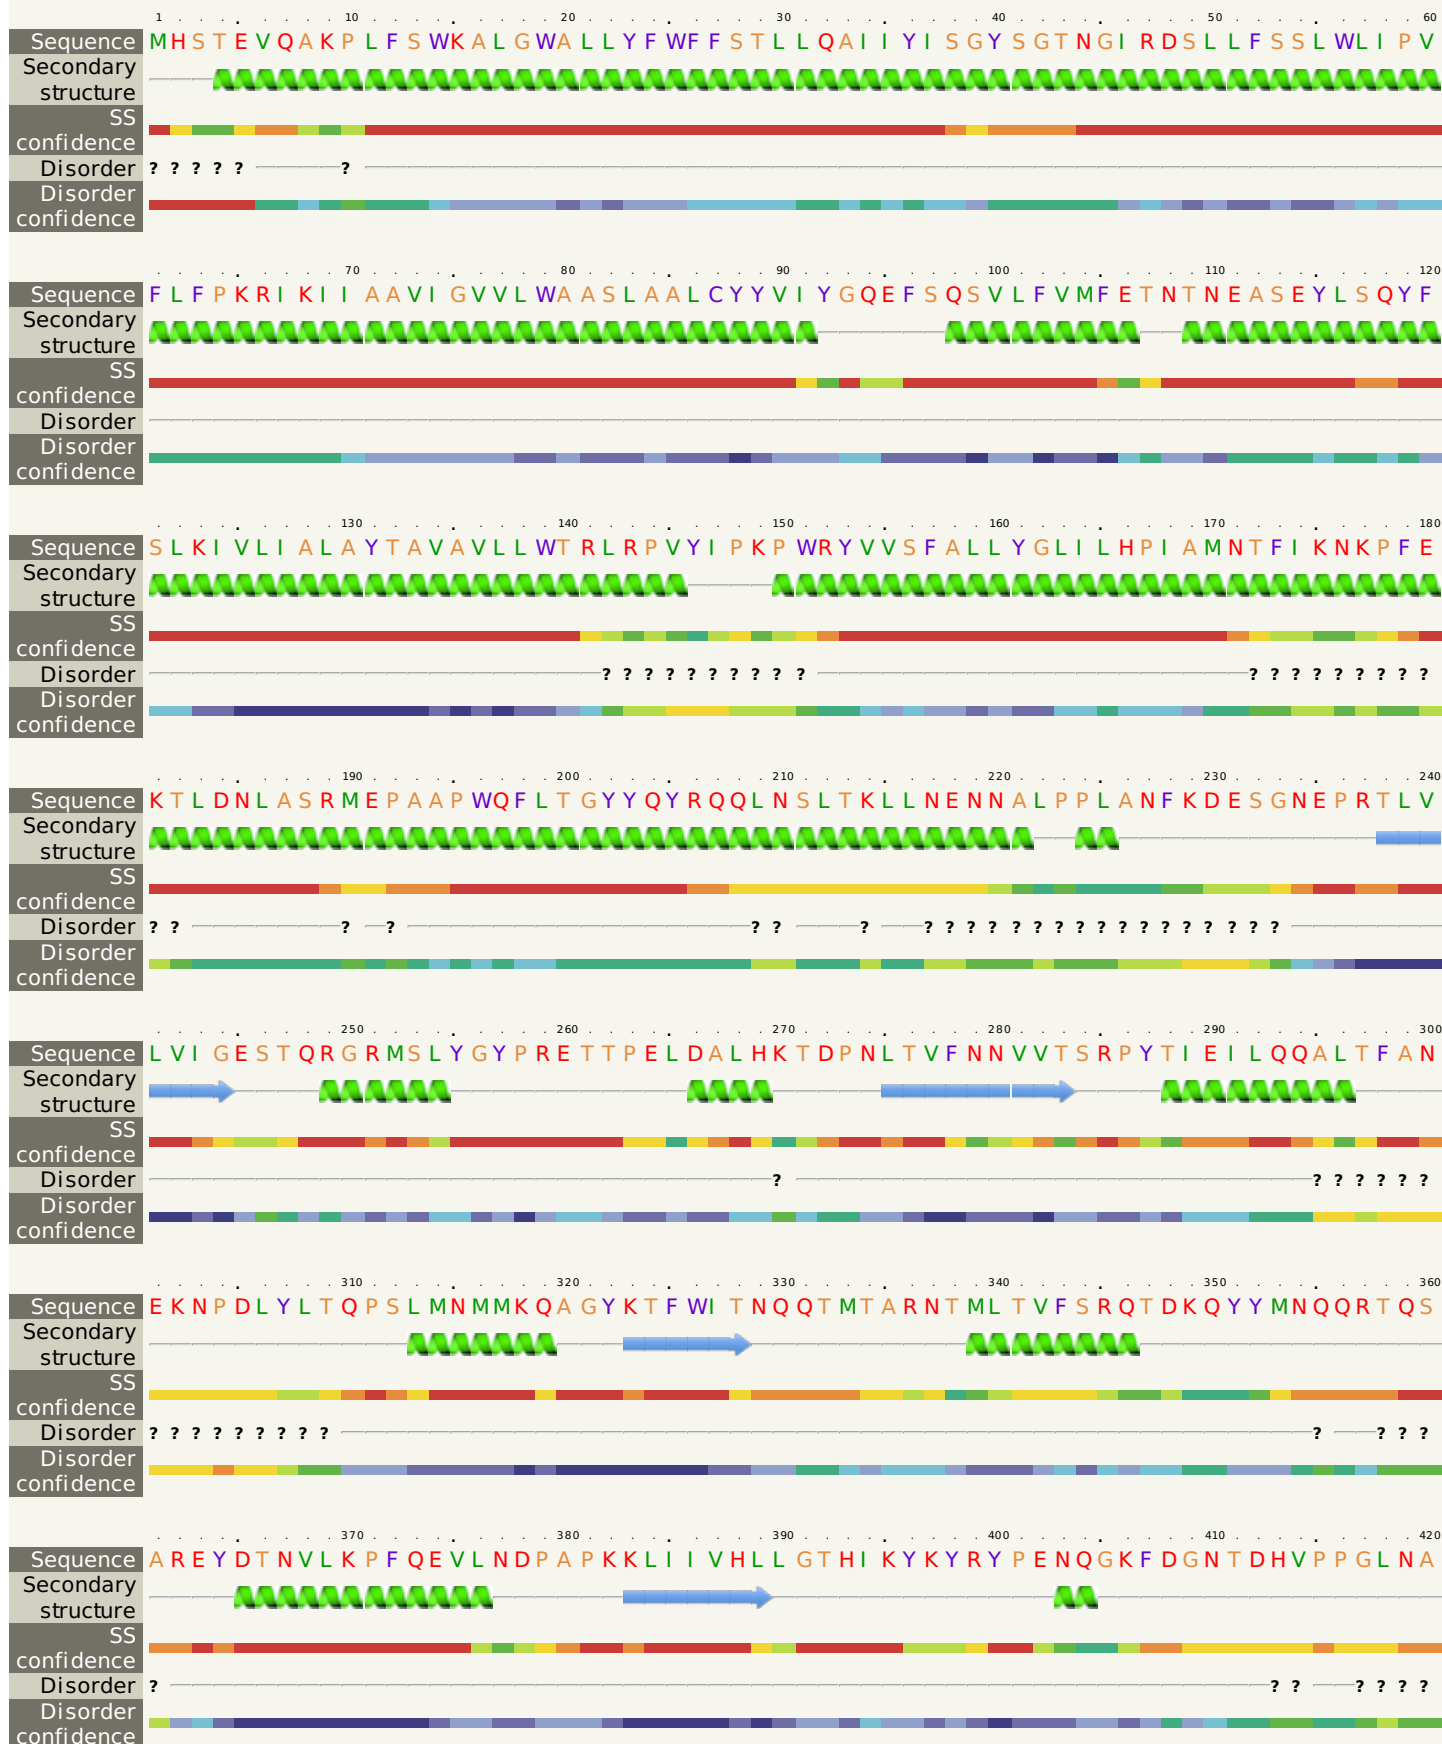 1 10 20 30 40 50 60
Sequence MHSTEVQAKPLFSWKALGWALLYFWFFSTLLQAIIYISGYSGTNGIRDSLLFSSLWLIPV
Secondary
structure
SS
confidence
Disorder ? ? ? ? ? ?
Disorder
confidence
70 80 90 100 110 120
Sequence FLFPKRIKIIAAVIGVVLWAASLAALCYYVIYGQEFSQSVLFVMFETNTNEASEYLSQYF
Secondary
structure
SS
confidence
Disorder
Disorder
confidence
130 140 150 160 170 180
Sequence SLKIVLIALAYTAVAVLLWTRLRPVYIPKPWRYVVSFALLYGLILHPIAMNTFIKNKPFE
Secondary
structure
SS
confidence
Disorder ? ? ? ? ? ? ? ? ? ? ? ? ? ? ? ? ? ? ?
Disorder
confidence
190 200 210 220 230 240
Sequence KTLDNLASRMEPAAPWQFLTGYYQYRQQLNSLTKLLNENNALPPLANFKDESGNEPRTLV
Secondary
structure
SS
confidence
Disorder ? ? ? ? ? ? ? ? ? ? ? ? ? ? ? ? ? ? ? ? ? ? ? ?
Disorder
confidence
250 260 270 280 290 300
Sequence LVIGESTQRGRMSLYGYPRETTPELDALHKTDPNLTVFNNVVTSRPYTIEILQQALTFAN
Secondary
structure
SS
confidence
Disorder ? ? ? ? ? ? ?
Disorder
confidence
310 320 330 340 350 360
Sequence EKNPDLYLTQPSLMNMMKQAGYKTFWITNQQTMTARNTMLTVFSRQTDKQYYMNQQRTQS
Secondary
structure
SS
confidence
Disorder ? ? ? ? ? ? ? ? ? ? ? ? ?
Disorder
confidence
370 380 390 400 410 420
Sequence AREYDTNVLKPFQEVLNDPAPKKLIIVHLLGTHIKYKYRYPENQGKFDGNTDHVPPGLNA
Secondary
structure
SS
confidence
Disorder ? ? ? ? ? ? ?
Disorder
confidence